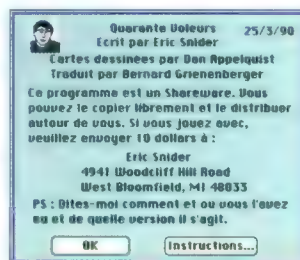 Quarante Voleurs 25/3/90
Ecrit par Eric Snider
Cartes dessinées par Dan Appelquist
Traduit par Bernard Grienenberger
Ce programme est un Shareware. Vous
pouvez le copier librement et le distribuer
autour de vous. Si vous jouez avec,
veuillez envoyer 10 dollars à :
Eric Snider
4941 Woodcliff Hill Road
West Bloomfield, MI 48033
PS : Dites-moi comment et ou vous l'avez
eu et de quelle version il s'agit.
OK Instructions...